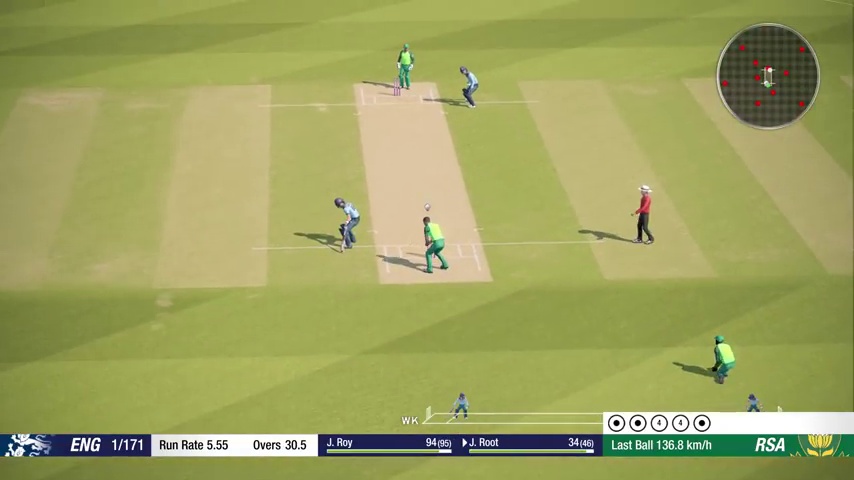 WK
4 4
ENG 1/171 Run Rate 5.55 Overs 30.5 J. Roy 94(95) J. Root 34(46) Last Ball 136.8 km/h RSA